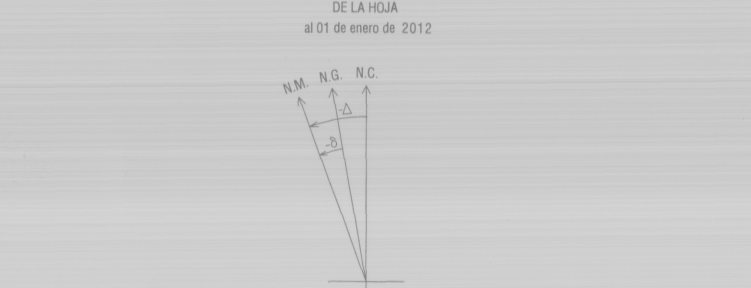 DE LA HOJA
al 01 de enero de 2012
N.M. N.G. N.C.
-Δ
-δ